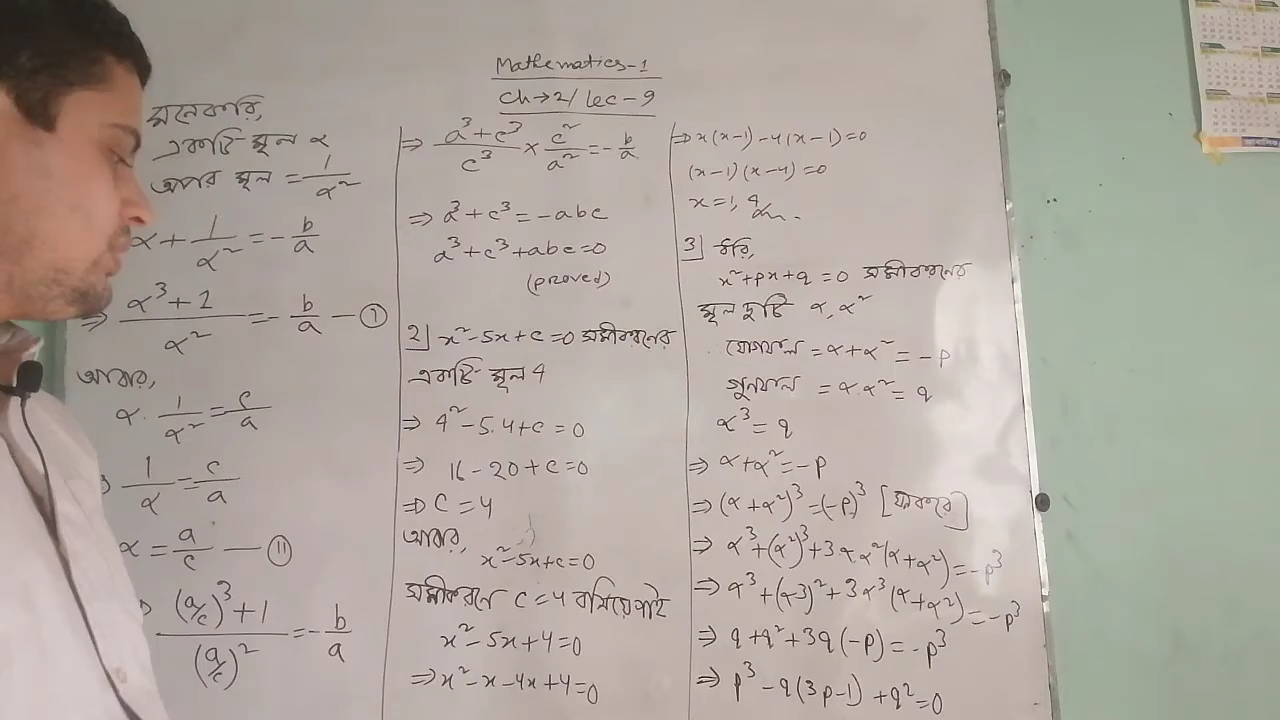 Mathematics-1
Ch→2/Lec-9
মনেকরি,
একটি মূল α
অপর মূল = 1/α²
α + 1/α² = -b/a
⇒ (α³+1)/α² = -b/a — (I)
আবার,
α · 1/α² = c/a
⇒ 1/α = c/a
α = a/c — (II)
⇒ ((a/c)³+1)/(a/c)² = -b/a
⇒ (a³+c³)/c³ × c²/a² = -b/a
⇒ a³+c³ = -abc
a³+c³+abc=0
(proved)
2] x²-5x+c=0 সমীকরনের
একটি মূল 4
⇒ 4²-5.4+c=0
⇒ 16-20+c=0
⇒ c=4
আবার,
x²-5x+c=0
সমীকরনে c=4 বসিয়ে পাই
x²-5x+4=0
⇒ x²-x-4x+4=0
⇒ x(x-1)-4(x-1)=0
(x-1)(x-4)=0
x=1, 4
3] ধরি,
x²+px+q=0 সমীকরনের
মূল দুটি α, α²
যোগফল = α+α² = -p
গুনফল = α.α² = q
α³ = q
⇒ α+α² = -p
⇒ (α+α²)³ = (-p)³ [ঘনকরে]
⇒ α³+(α²)³+3α.α²(α+α²) = -p³
⇒ α³+(α³)²+3α³(α+α²) = -p³
⇒ q+q²+3q(-p) = -p³
⇒ p³-q(3p-1)+q²=0